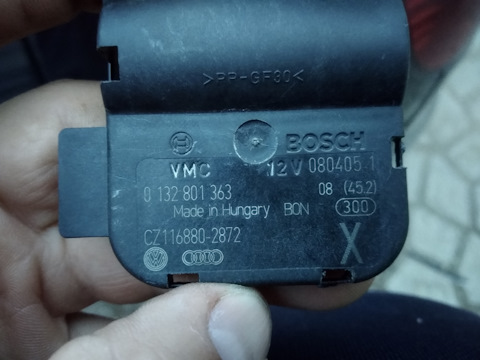 >PP-GF30<
BOSCH
VMC 12V 080405 1
0 132 801 363 08 (45.2)
Made in Hungary BON 300
CZ116880-2872
X